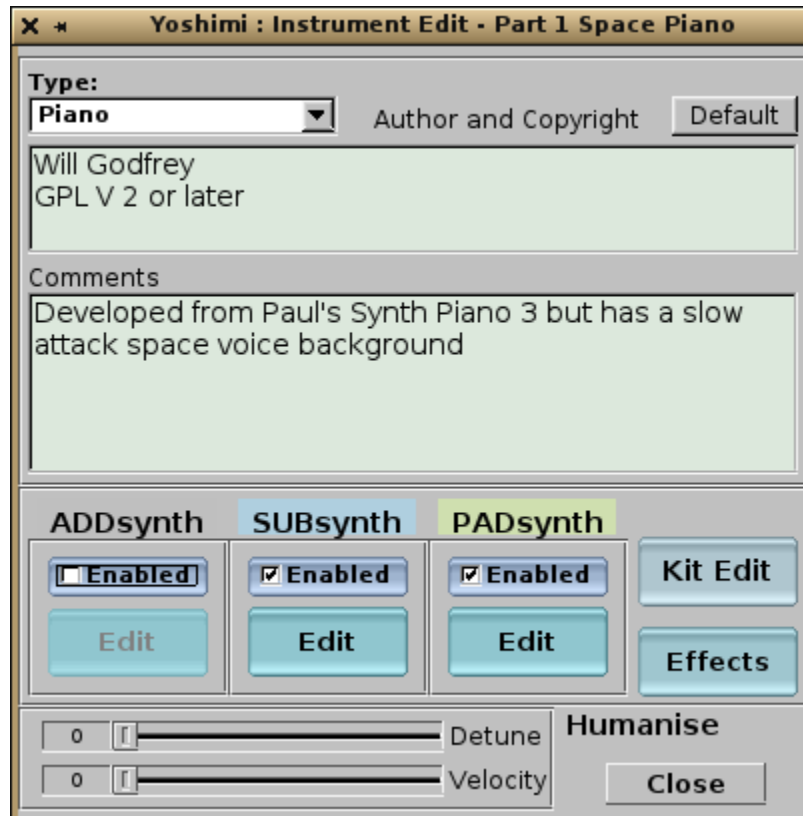 Yoshimi : Instrument Edit - Part 1 Space Piano
Type:
Piano
Author and Copyright
Default
Will Godfrey
GPL V 2 or later
Comments
Developed from Paul's Synth Piano 3 but has a slow
attack space voice background
ADDsynth
SUBsynth
PADsynth
Enabled
Enabled
Enabled
Kit Edit
Edit
Edit
Edit
Effects
0
Detune
Humanise
0
Velocity
Close